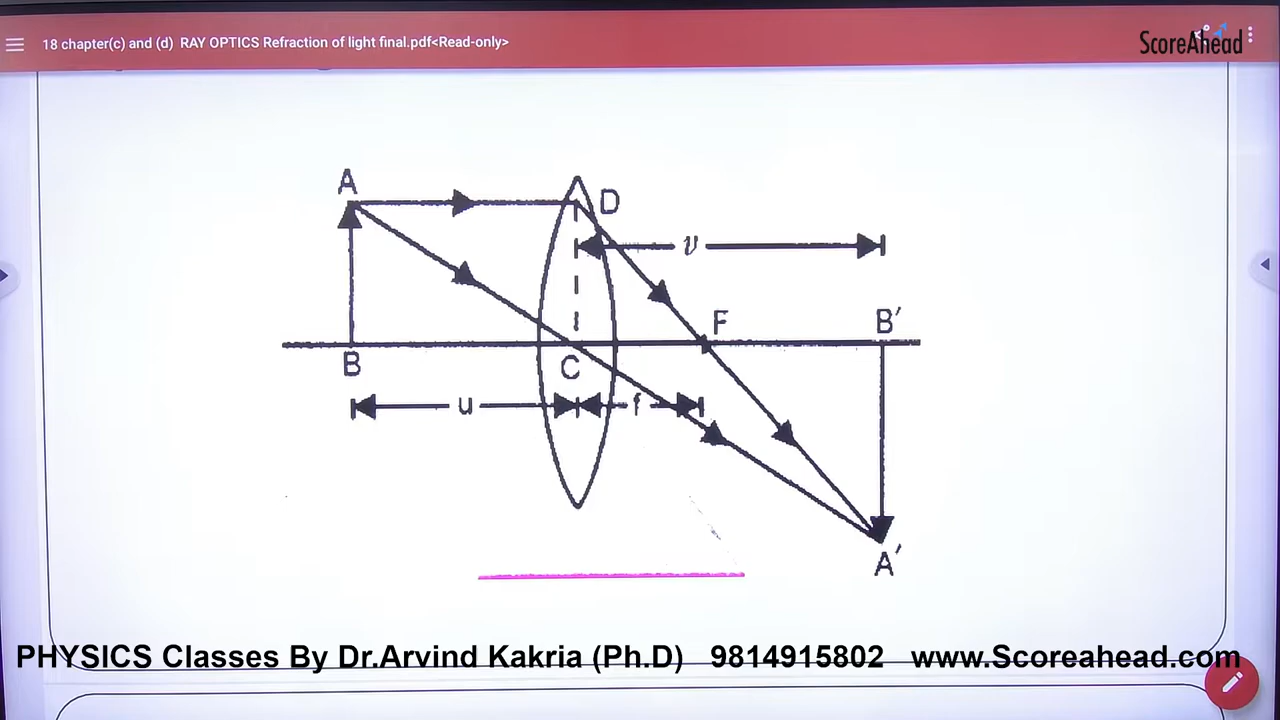 18 chapter(c) and (d) RAY OPTICS Refraction of light final.pdf<Read-only>
ScoreAhead
A
D
v
F
B′
B
C
u
f
A′
PHYSICS Classes By Dr.Arvind Kakria (Ph.D) 9814915802 www.Scoreahead.com